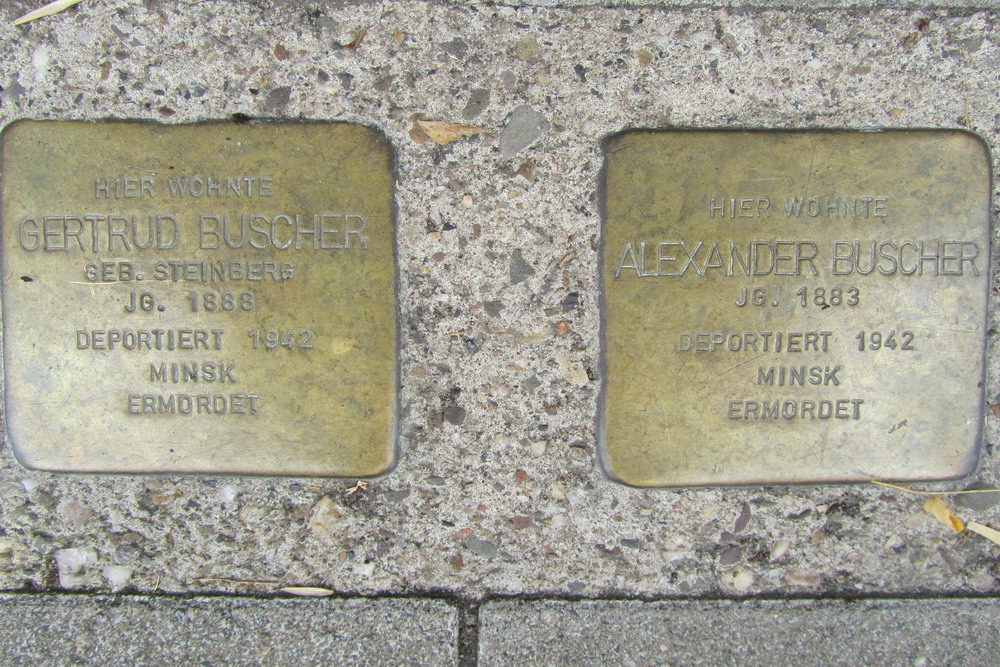 HIER WOHNTE
GERTRUD BUSCHER
GEB. STEINBERG
JG. 1888
DEPORTIERT 1942
MINSK
ERMORDET
HIER WOHNTE
ALEXANDER BUSCHER
JG. 1883
DEPORTIERT 1942
MINSK
ERMORDET